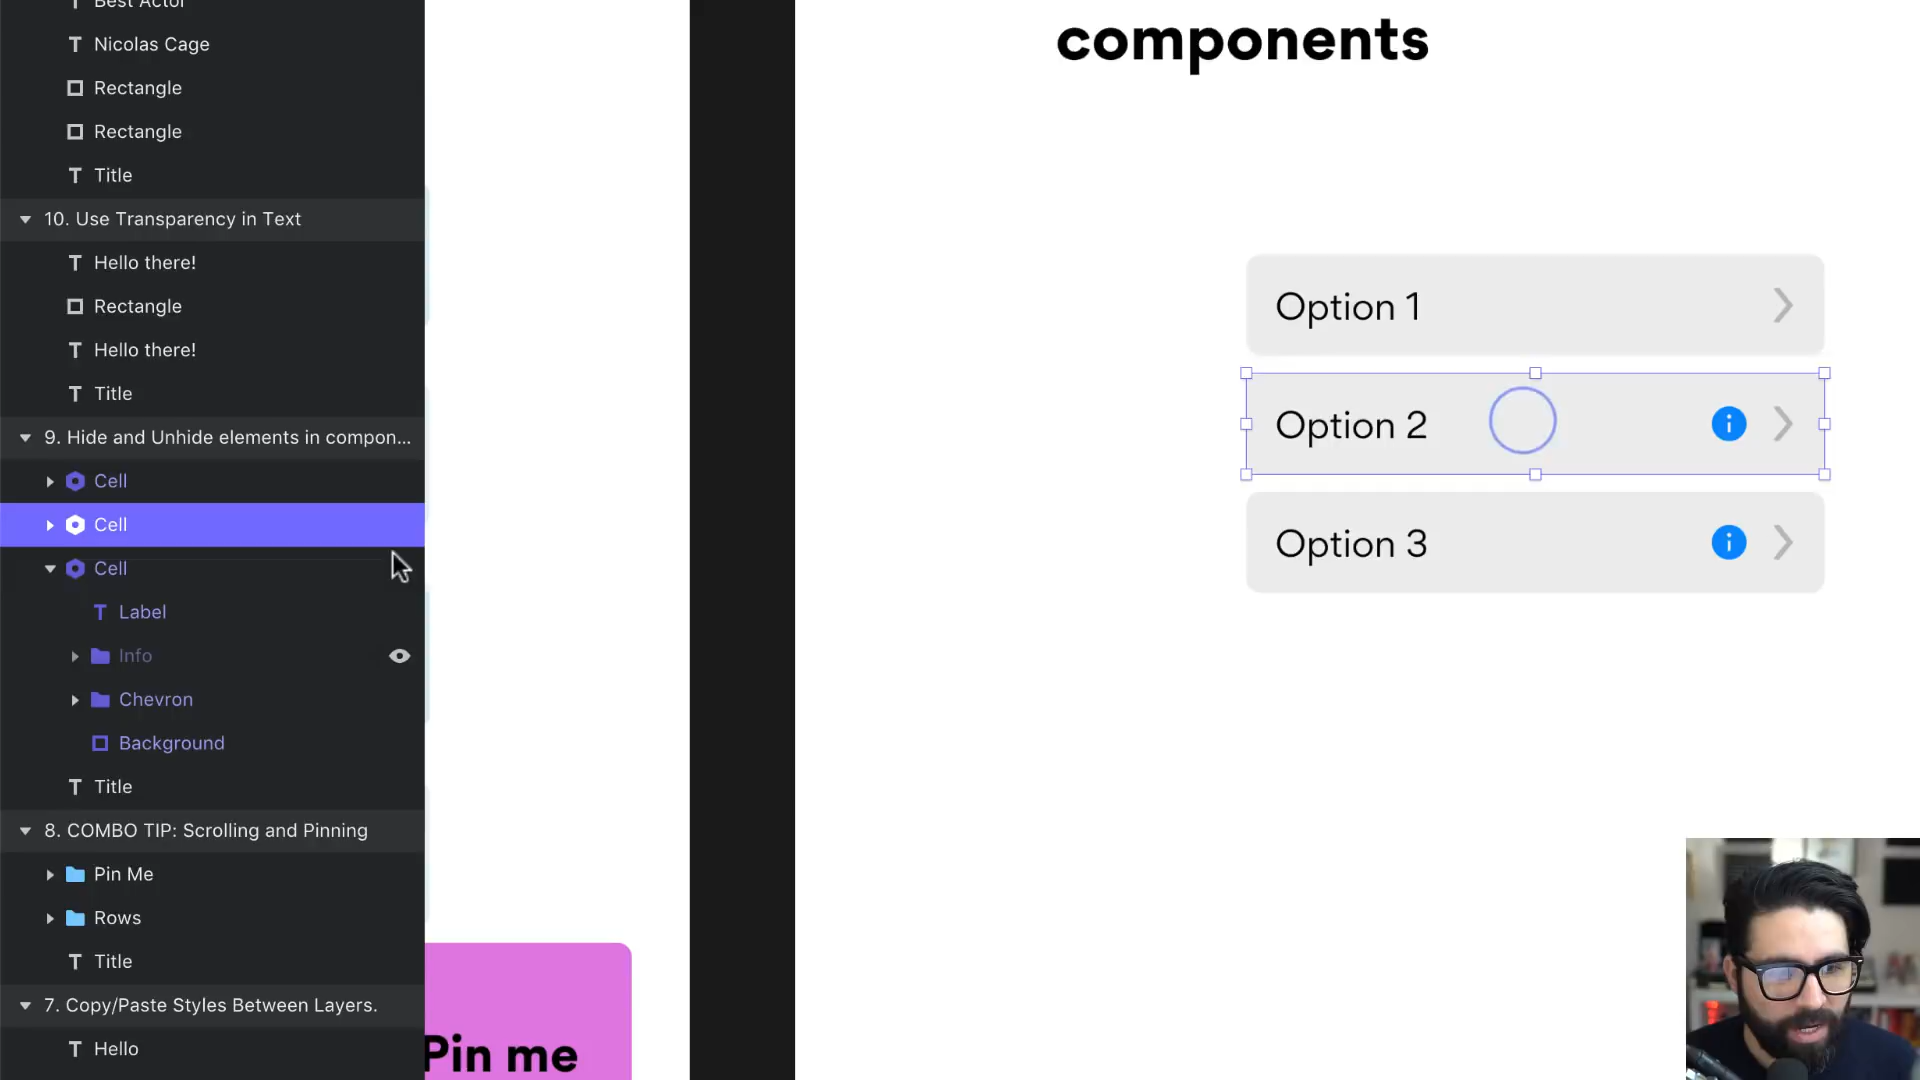 Best Actor
Nicolas Cage
Rectangle
Rectangle
Title
10. Use Transparency in Text
Hello there!
Rectangle
Hello there!
Title
9. Hide and Unhide elements in compon...
Cell
Cell
Cell
Label
Info
Chevron
Background
Title
8. COMBO TIP: Scrolling and Pinning
Pin Me
Rows
Title
7. Copy/Paste Styles Between Layers.
Hello
Pin me
components
Option 1
Option 2
Option 3